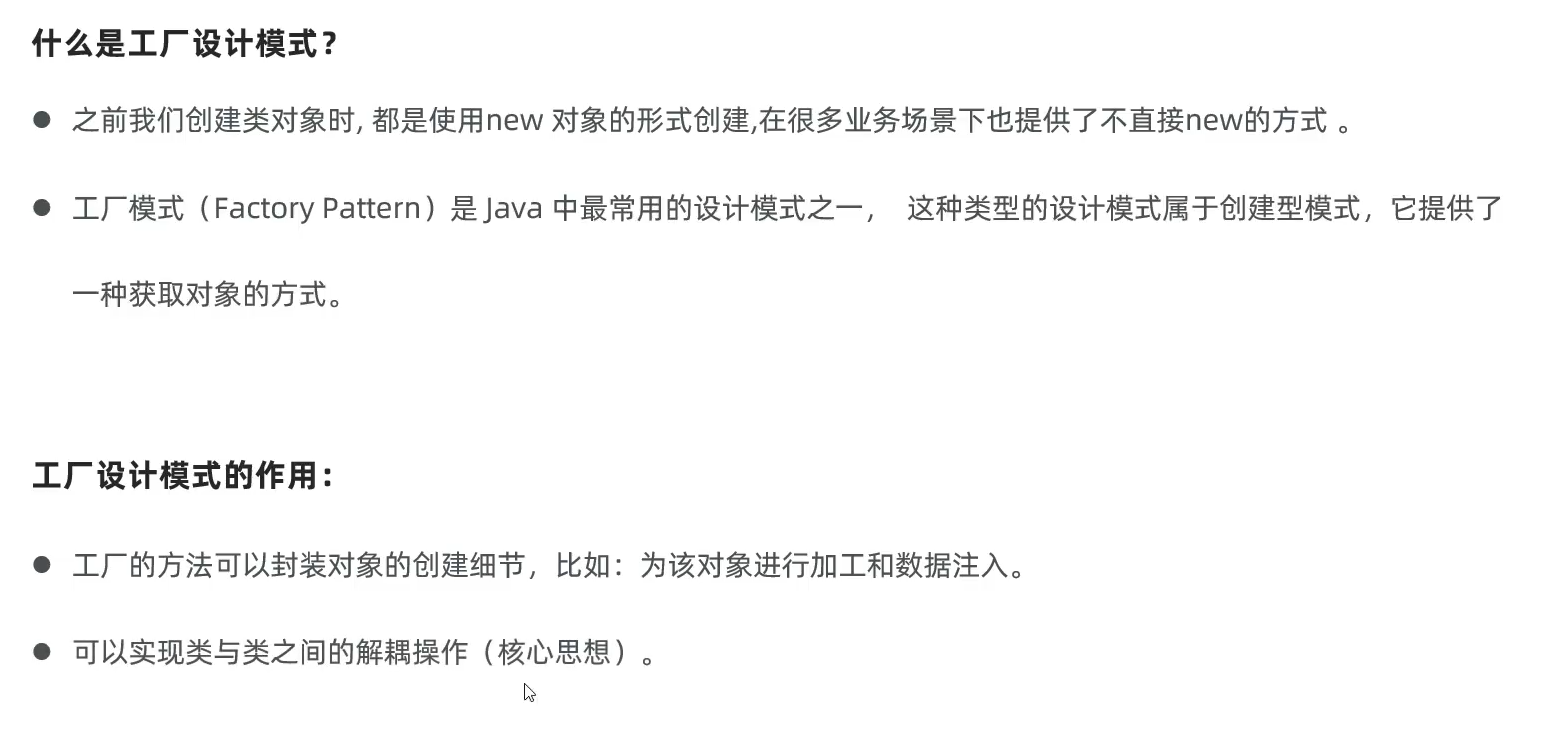 什么是工厂设计模式？
● 之前我们创建类对象时, 都是使用new 对象的形式创建,在很多业务场景下也提供了不直接new的方式 。
● 工厂模式（Factory Pattern）是 Java 中最常用的设计模式之一， 这种类型的设计模式属于创建型模式，它提供了
一种获取对象的方式。
工厂设计模式的作用：
● 工厂的方法可以封装对象的创建细节，比如：为该对象进行加工和数据注入。
● 可以实现类与类之间的解耦操作（核心思想）。